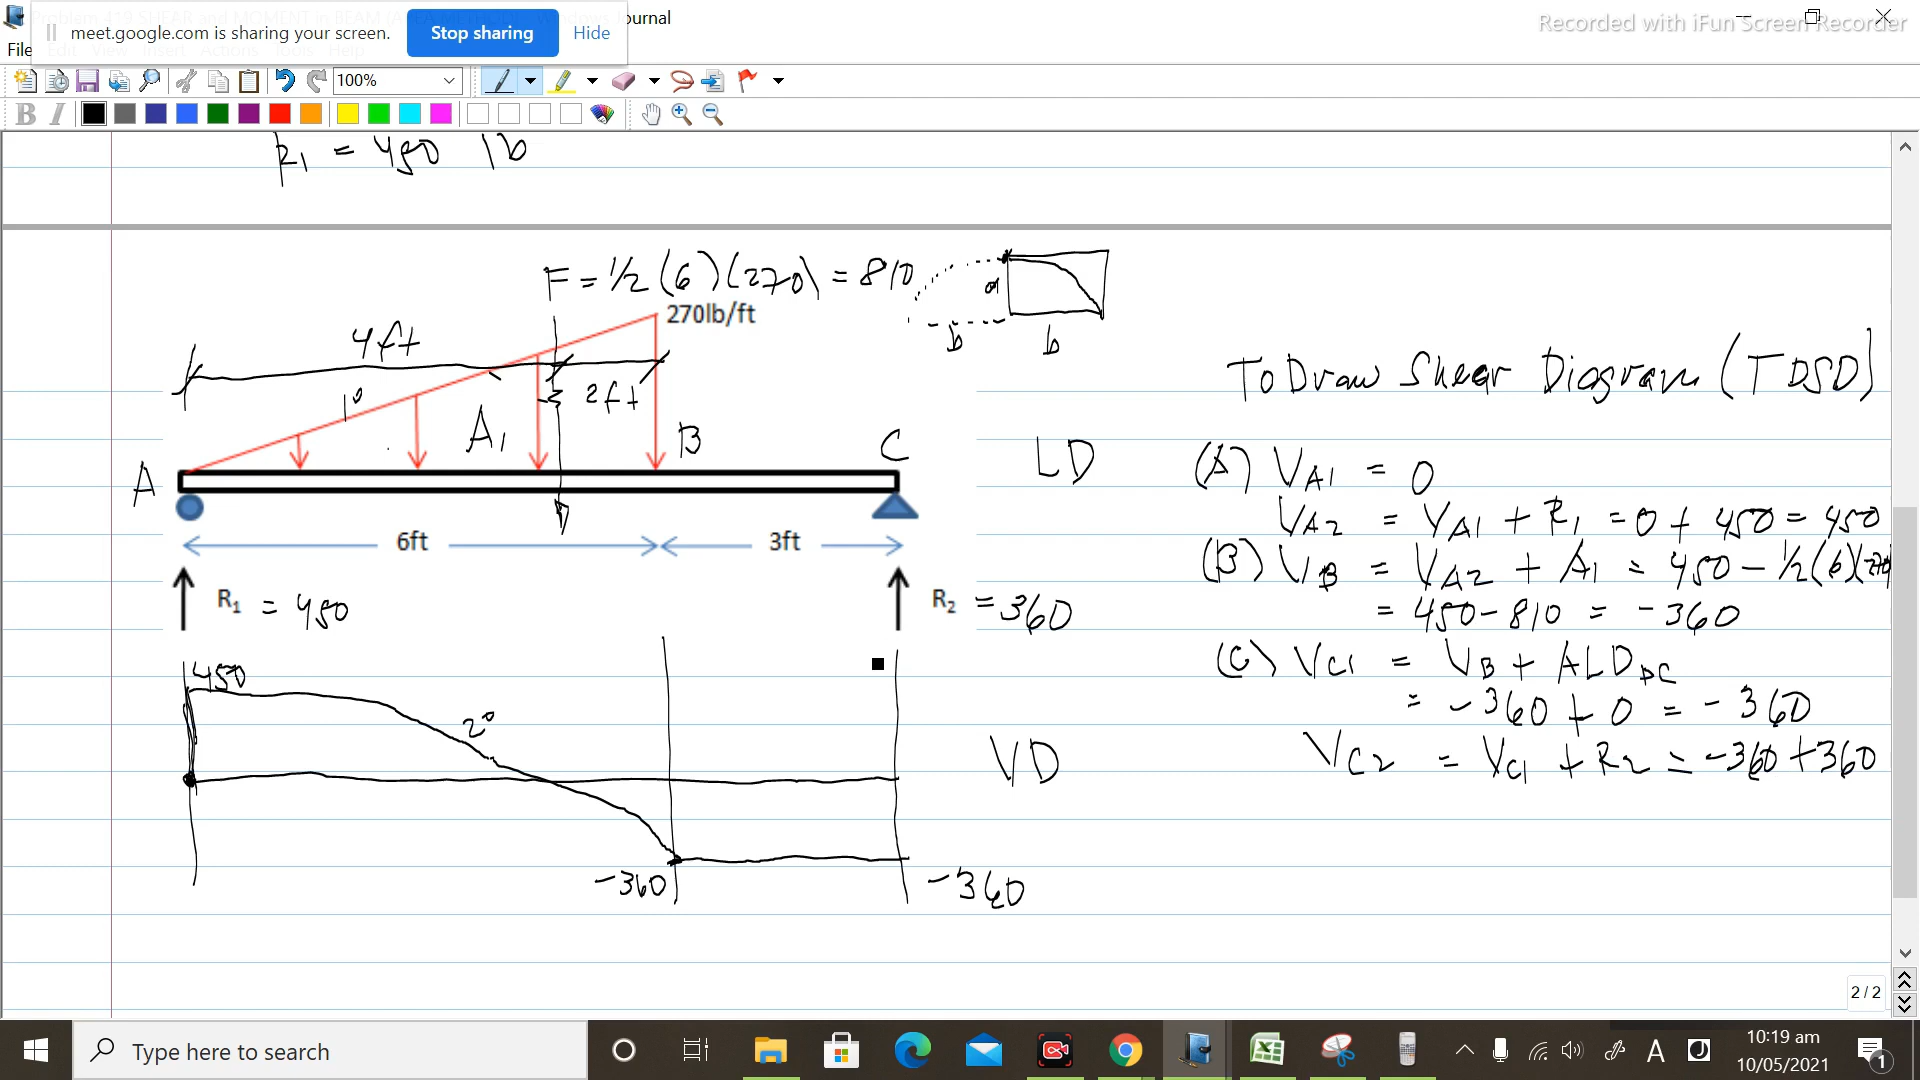 Journal
Recorded with iFun Screen Recorder
meet.google.com is sharing your screen.
Stop sharing
Hide
File
100%
B I
R1 = 450 lb
F = 1/2 (6) (270) = 810
a
b
b
270lb/ft
4ft
2ft
1°
A1
A
B
C
LD
6ft
3ft
R1 = 450
R2 = 360
450
2°
-360
-360
VD
To Draw Shear Diagram (TDSD)
(A) VA1 = 0
VA2 = VA1 + R1 = 0 + 450 = 450
(B) VB = VA2 + A1 = 450 - 1/2 (6)(270
= 450 - 810 = -360
(C) VC1 = VB + ALDBC
= -360 + 0 = -360
VC2 = VC1 + R2 = -360 + 360
2 / 2
Type here to search
A
10:19 am
10/05/2021
1